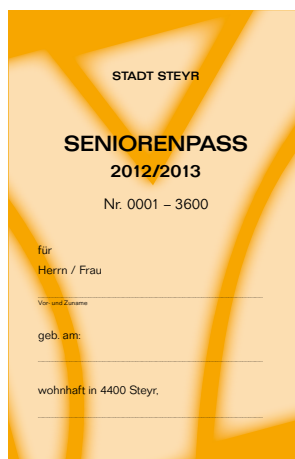 STADT STEYR
SENIORENPASS
2012/2013
Nr. 0001 – 3600
für
Herrn / Frau
Vor- und Zuname
geb. am:
wohnhaft in 4400 Steyr,